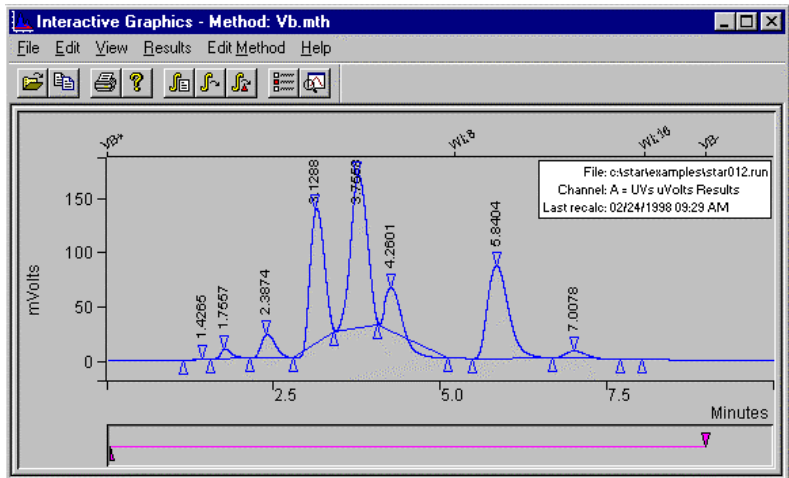 Interactive Graphics - Method: Vb.mth
File Edit View Results Edit Method Help
VB+ WI:8 WI:16 VB-
File: c:\star\examples\star012.run
Channel: A = UVs uVolts Results
Last recalc: 02/24/1998 09:29 AM
mVolts
150
100
50
0
1.4265
1.7557
2.3874
3.1288
4.2601
5.8404
7.0078
2.5 5.0 7.5
Minutes